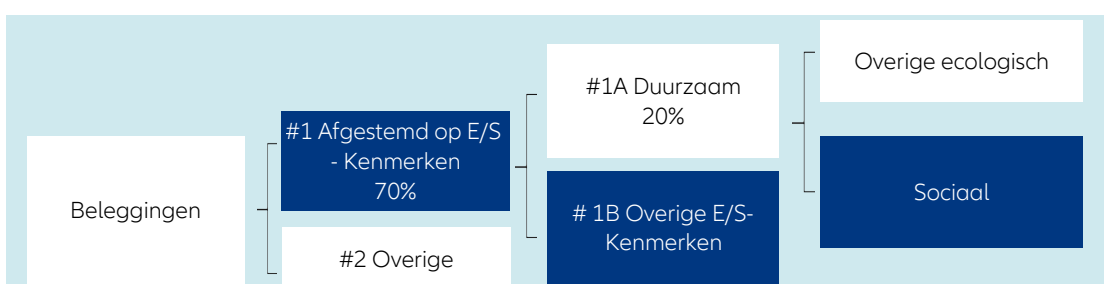 Beleggingen
#1 Afgestemd op E/S
- Kenmerken
70%
#2 Overige
#1A Duurzaam
20%
# 1B Overige E/S-
Kenmerken
Overige ecologisch
Sociaal